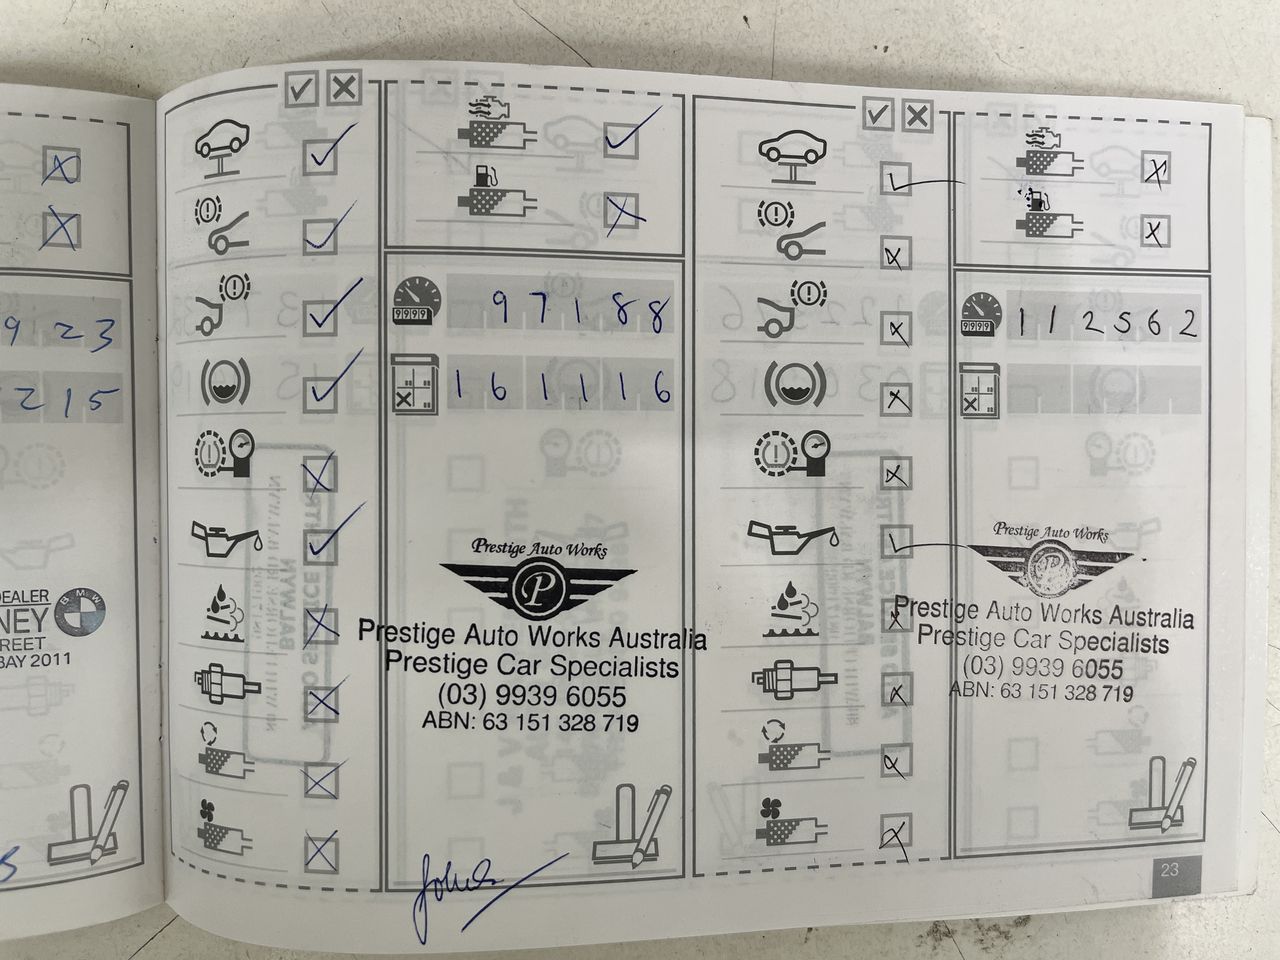 9 23
215
DEALER
NEY
REET
BAY 2011
BMW
9999
9 7 1 8 8
1 6 1 1 1 6
Prestige Auto Works
P
Prestige Auto Works Australia
Prestige Car Specialists
(03) 9939 6055
ABN: 63 151 328 719
9999
1 1 2 5 6 2
Prestige Auto Works
P
Prestige Auto Works Australia
Prestige Car Specialists
(03) 9939 6055
ABN: 63 151 328 719
23